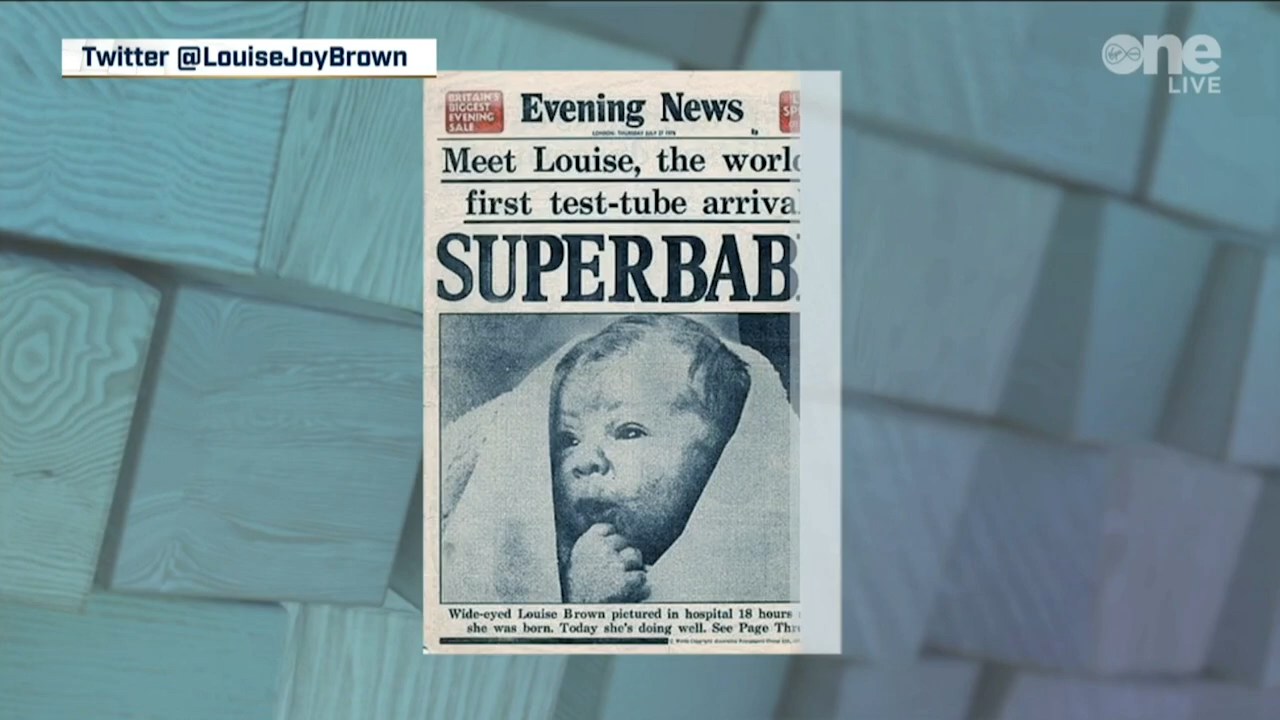 Twitter @LouiseJoyBrown
Virgin one
LIVE
BRITAIN'S
BIGGEST
EVENING
SALE
Evening News
LONDON: THURSDAY JULY 27 1978
Meet Louise, the worl
first test-tube arriva
SUPERBAB
Wide-eyed Louise Brown pictured in hospital 18 hours
she was born. Today she's doing well. See Page Thr